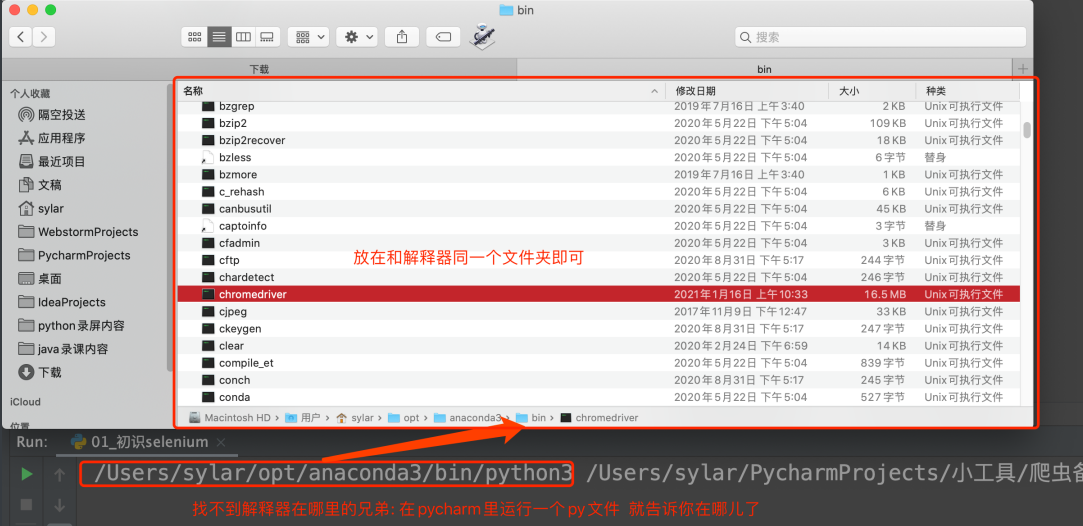 bin
搜索
下载
bin
个人收藏
隔空投送
应用程序
最近项目
文稿
sylar
WebstormProjects
PycharmProjects
桌面
IdeaProjects
python录屏内容
java录课内容
下载
iCloud
位置
名称 修改日期 大小 种类
bzgrep 2019年7月16日 上午3:40 2 KB Unix可执行文件
bzip2 2020年5月22日 下午5:04 109 KB Unix可执行文件
bzip2recover 2020年5月22日 下午5:04 18 KB Unix可执行文件
bzless 2020年5月22日 下午5:04 6字节 替身
bzmore 2019年7月16日 上午3:40 1 KB Unix可执行文件
c_rehash 2020年5月22日 下午5:04 6 KB Unix可执行文件
canbusutil 2020年5月22日 下午5:04 45 KB Unix可执行文件
captoinfo 2020年5月22日 下午5:04 3字节 替身
cfadmin 2020年5月22日 下午5:04 3 KB Unix可执行文件
cftp 2020年8月31日 下午5:17 244字节 Unix可执行文件
chardetect 2020年5月22日 下午5:04 246字节 Unix可执行文件
chromedriver 2021年1月16日 上午10:33 16.5 MB Unix可执行文件
cjpeg 2017年11月9日 下午12:47 33 KB Unix可执行文件
ckeygen 2020年8月31日 下午5:17 247字节 Unix可执行文件
clear 2020年2月24日 下午6:59 14 KB Unix可执行文件
compile_et 2020年5月22日 下午5:04 839字节 Unix可执行文件
conch 2020年8月31日 下午5:17 245字节 Unix可执行文件
conda 2020年5月22日 下午5:04 527字节 Unix可执行文件
放在和解释器同一个文件夹即可
Macintosh HD › 用户 › sylar › opt › anaconda3 › bin › chromedriver
Run: 01_初识selenium ×
/Users/sylar/opt/anaconda3/bin/python3 /Users/sylar/PycharmProjects/小工具/爬虫备
找不到解释器在哪里的兄弟: 在pycharm里运行一个py文件 就告诉你在哪儿了